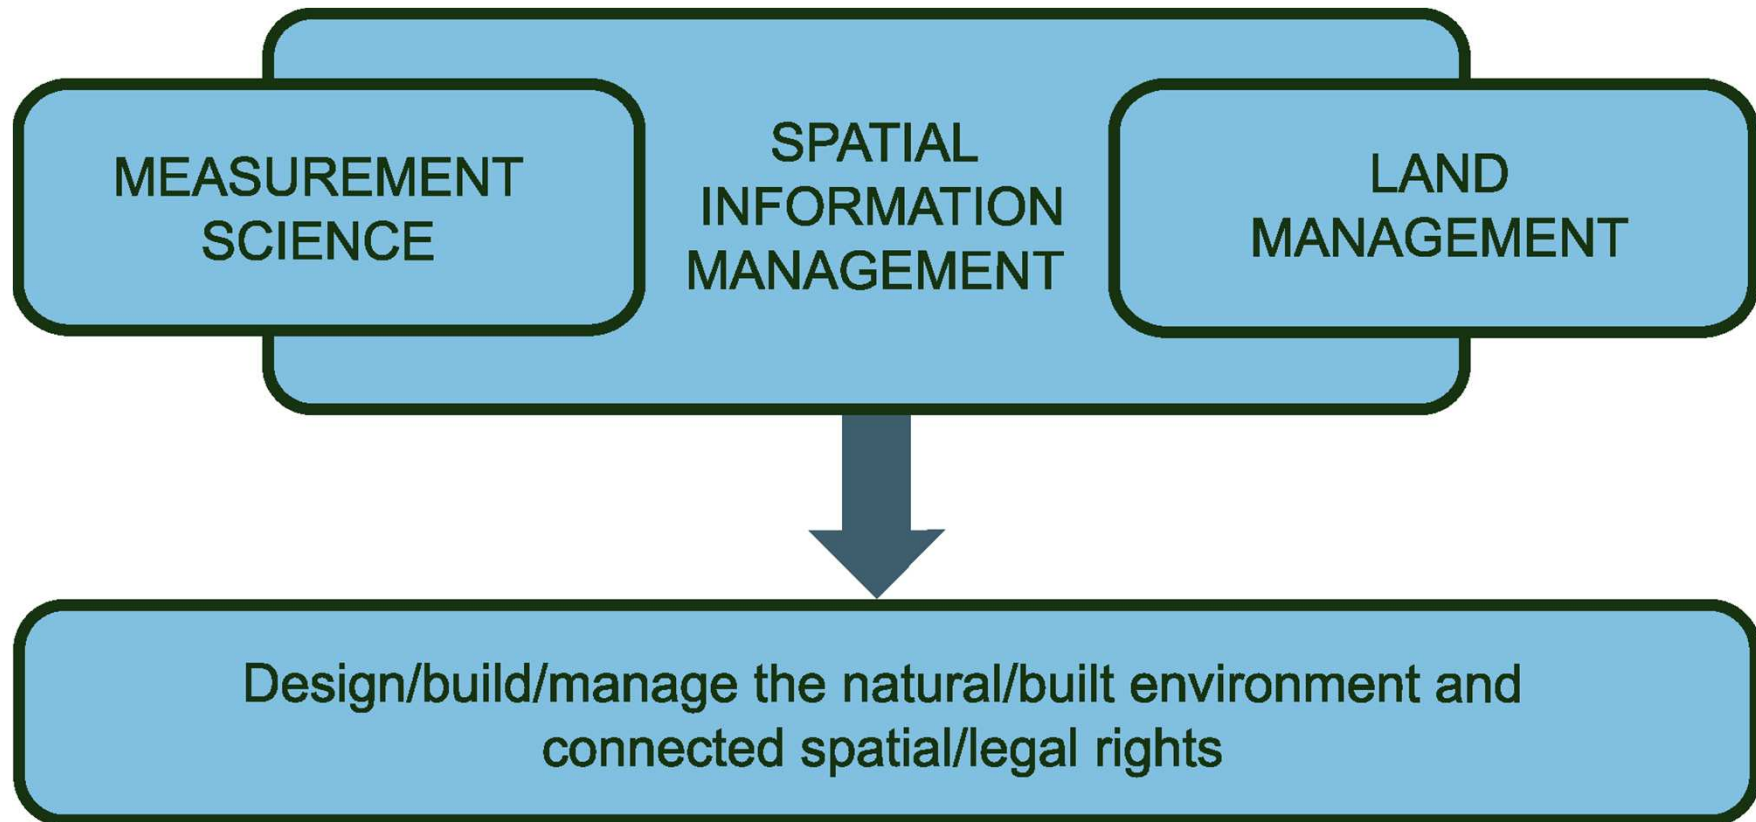 MEASUREMENT
SCIENCE
SPATIAL
INFORMATION
MANAGEMENT
LAND
MANAGEMENT
Design/build/manage the natural/built environment and
connected spatial/legal rights